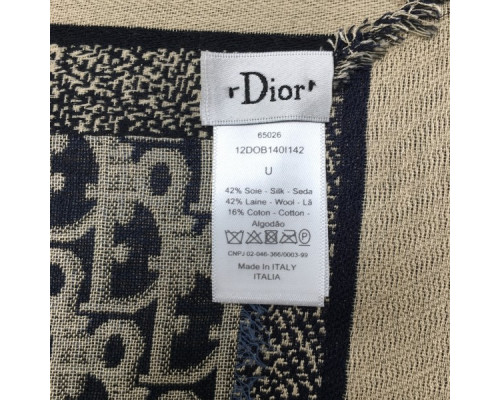 Dior
65026
12DOB140I142
U
42% Soie - Silk - Seda
42% Laine - Wool - Lã
16% Coton - Cotton -
Algodão
CNPJ 02-046-366/0003-99
Made In ITALY
ITALIA